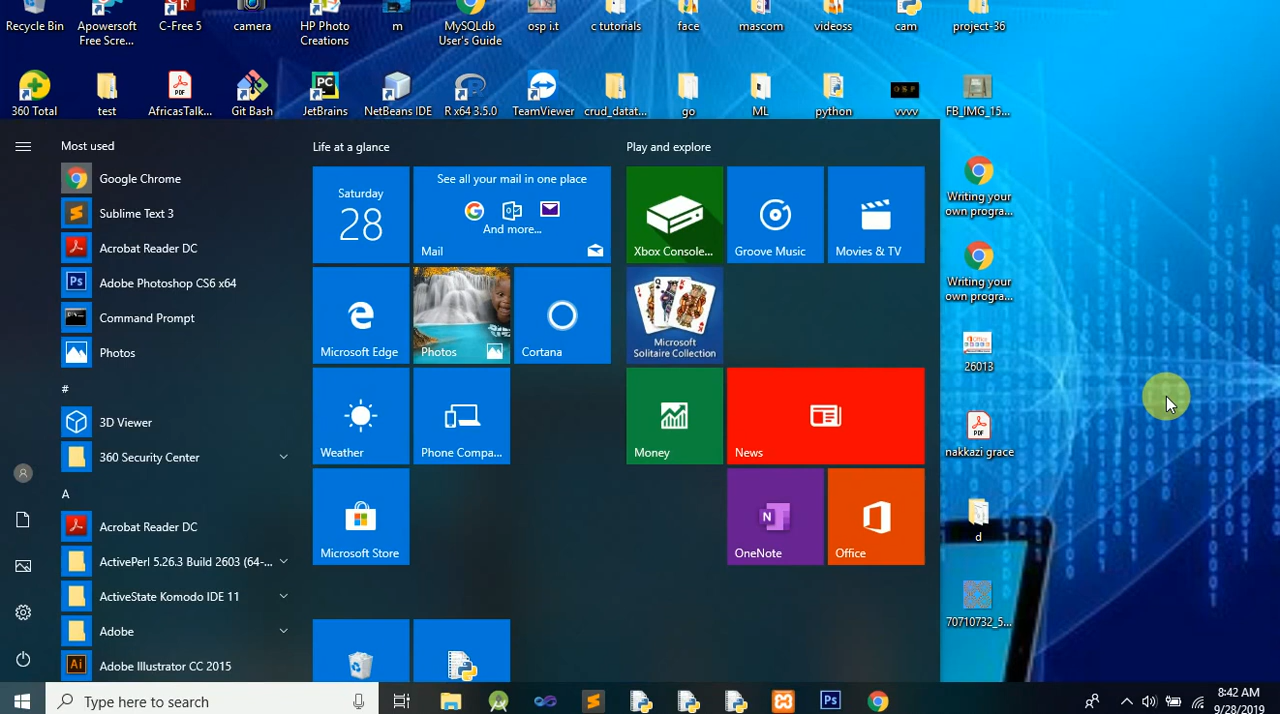 Recycle Bin
Apowersoft
Free Scre...
C-Free 5
camera
HP Photo
Creations
m
MySQLdb
User's Guide
osp i.t
c tutorials
face
mascom
videoss
cam
project-36
360 Total
test
AfricasTalk...
Git Bash
JetBrains
NetBeans IDE
R x64 3.5.0
TeamViewer
crud_datat...
go
ML
python
vvvv
FB_IMG_15...
Most used
Google Chrome
Sublime Text 3
Acrobat Reader DC
Adobe Photoshop CS6 x64
Command Prompt
Photos
#
3D Viewer
360 Security Center
A
Acrobat Reader DC
ActivePerl 5.26.3 Build 2603 (64-...
ActiveState Komodo IDE 11
Adobe
Adobe Illustrator CC 2015
Life at a glance
Saturday
28
See all your mail in one place
And more...
Mail
Microsoft Edge
Photos
Cortana
Weather
Phone Compa...
Microsoft Store
Play and explore
Xbox Console...
Groove Music
Movies & TV
Microsoft
Solitaire Collection
Money
News
OneNote
Office
Writing your
own progra...
Writing your
own progra...
26013
nakkazi grace
d
70710732_5...
Type here to search
8:42 AM
9/28/2019